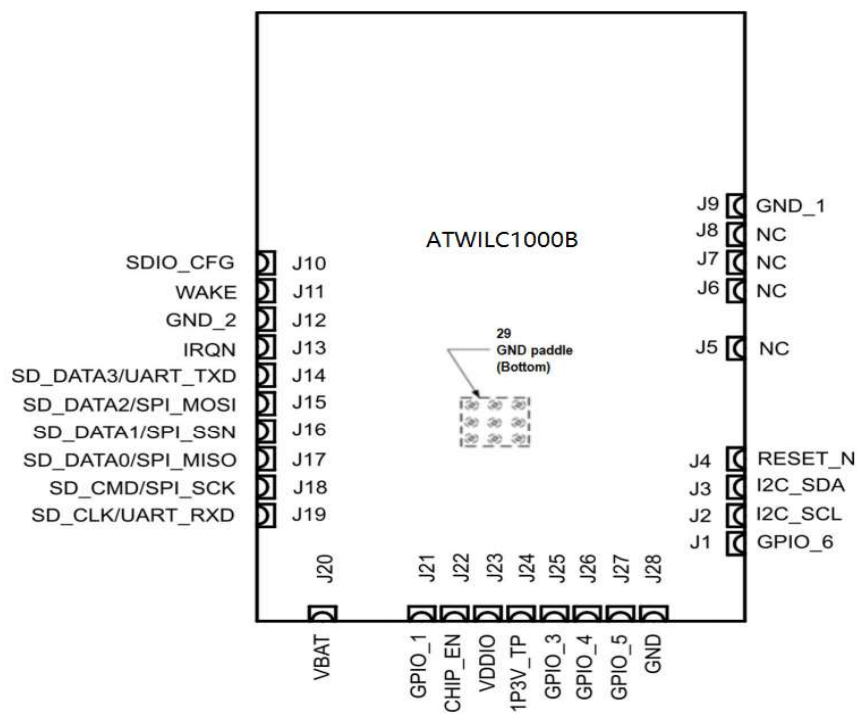 ATWILC1000B
J9 GND_1
J8 NC
J7 NC
J6 NC
J5 NC
J4 RESET_N
J3 I2C_SDA
J2 I2C_SCL
J1 GPIO_6
SDIO_CFG J10
WAKE J11
GND_2 J12
IRQN J13
SD_DATA3/UART_TXD J14
SD_DATA2/SPI_MOSI J15
SD_DATA1/SPI_SSN J16
SD_DATA0/SPI_MISO J17
SD_CMD/SPI_SCK J18
SD_CLK/UART_RXD J19
29
GND paddle
(Bottom)
J20 VBAT
J21 GPIO_1
J22 CHIP_EN
J23 VDDIO
J24 1P3V_TP
J25 GPIO_3
J26 GPIO_4
J27 GPIO_5
J28 GND